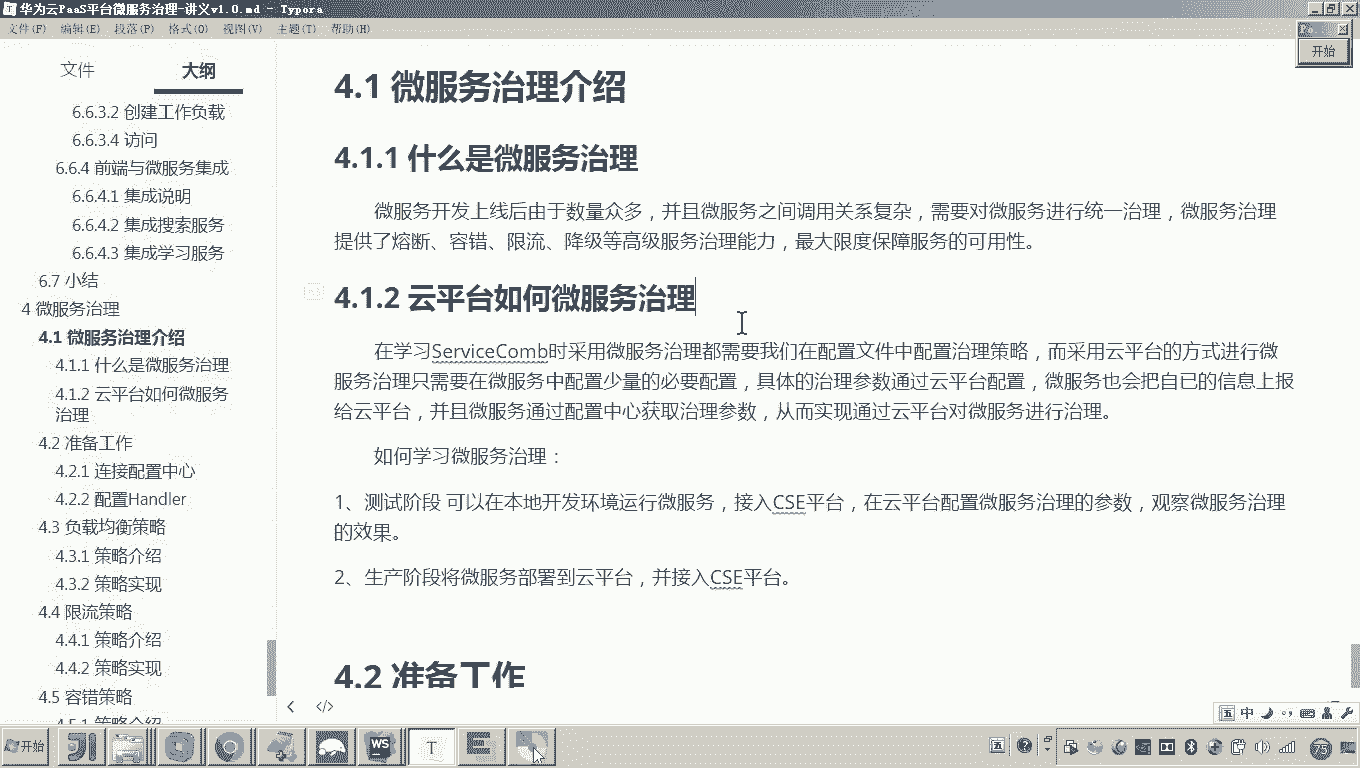 华为云PaaS平台微服务治理-讲义v1.0.md - Typora
文件(F) 编辑(E) 段落(P) 格式(O) 视图(V) 主题(T) 帮助(H)
开始
文件 大纲
6.6.3.2 创建工作负载
6.6.3.4 访问
6.6.4 前端与微服务集成
6.6.4.1 集成说明
6.6.4.2 集成搜索服务
6.6.4.3 集成学习服务
6.7 小结
4 微服务治理
4.1 微服务治理介绍
4.1.1 什么是微服务治理
4.1.2 云平台如何微服务
治理
4.2 准备工作
4.2.1 连接配置中心
4.2.2 配置Handler
4.3 负载均衡策略
4.3.1 策略介绍
4.3.2 策略实现
4.4 限流策略
4.4.1 策略介绍
4.4.2 策略实现
4.5 容错策略
4.5.1 策略介绍
4.1 微服务治理介绍
4.1.1 什么是微服务治理
微服务开发上线后由于数量众多，并且微服务之间调用关系复杂，需要对微服务进行统一治理，微服务治理
提供了熔断、容错、限流、降级等高级服务治理能力，最大限度保障服务的可用性。
4.1.2 云平台如何微服务治理
在学习ServiceComb时采用微服务治理都需要我们在配置文件中配置治理策略，而采用云平台的方式进行微
服务治理只需要在微服务中配置少量的必要配置，具体的治理参数通过云平台配置，微服务也会把自已的信息上报
给云平台，并且微服务通过配置中心获取治理参数，从而实现通过云平台对微服务进行治理。
如何学习微服务治理：
1、测试阶段 可以在本地开发环境运行微服务，接入CSE平台，在云平台配置微服务治理的参数，观察微服务治理
的效果。
2、生产阶段将微服务部署到云平台，并接入CSE平台。
4.2 准备工作
五 中
开始
WS
T
E
五
75